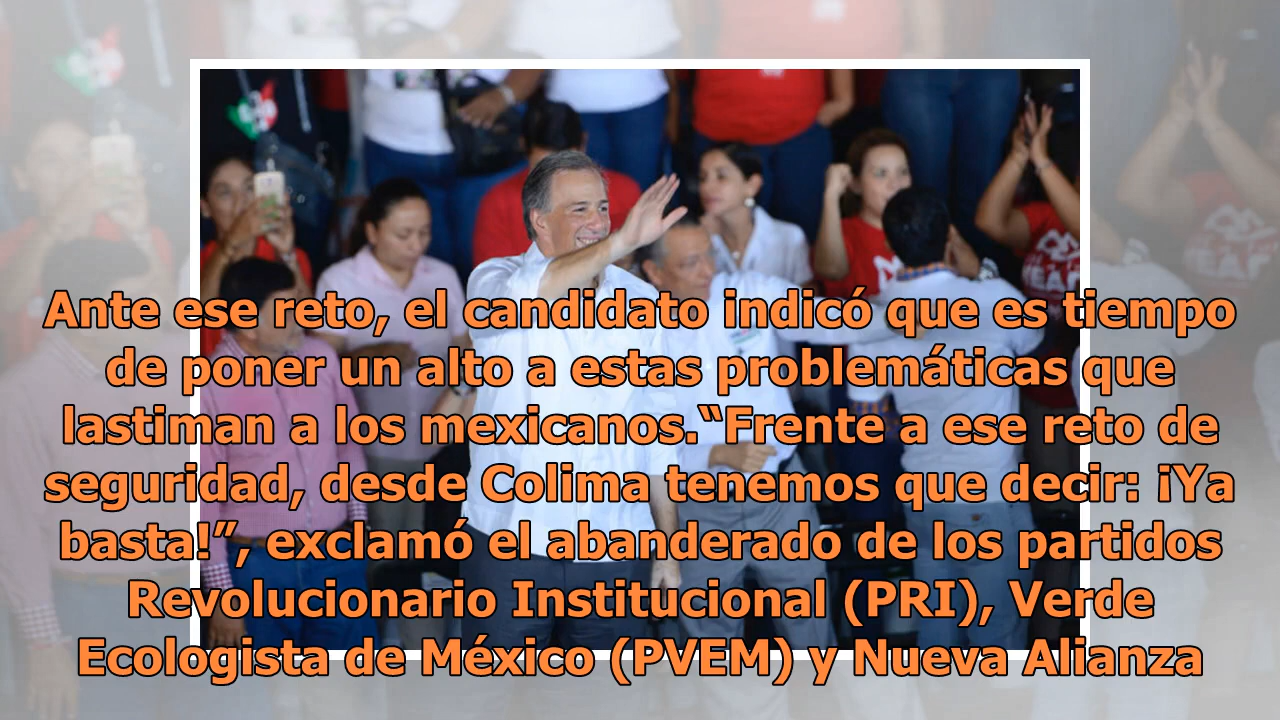 Ante ese reto, el candidato indicó que es tiempo
de poner un alto a estas problemáticas que
lastiman a los mexicanos.“Frente a ese reto de
seguridad, desde Colima tenemos que decir: ¡Ya
basta!”, exclamó el abanderado de los partidos
Revolucionario Institucional (PRI), Verde
Ecologista de México (PVEM) y Nueva Alianza